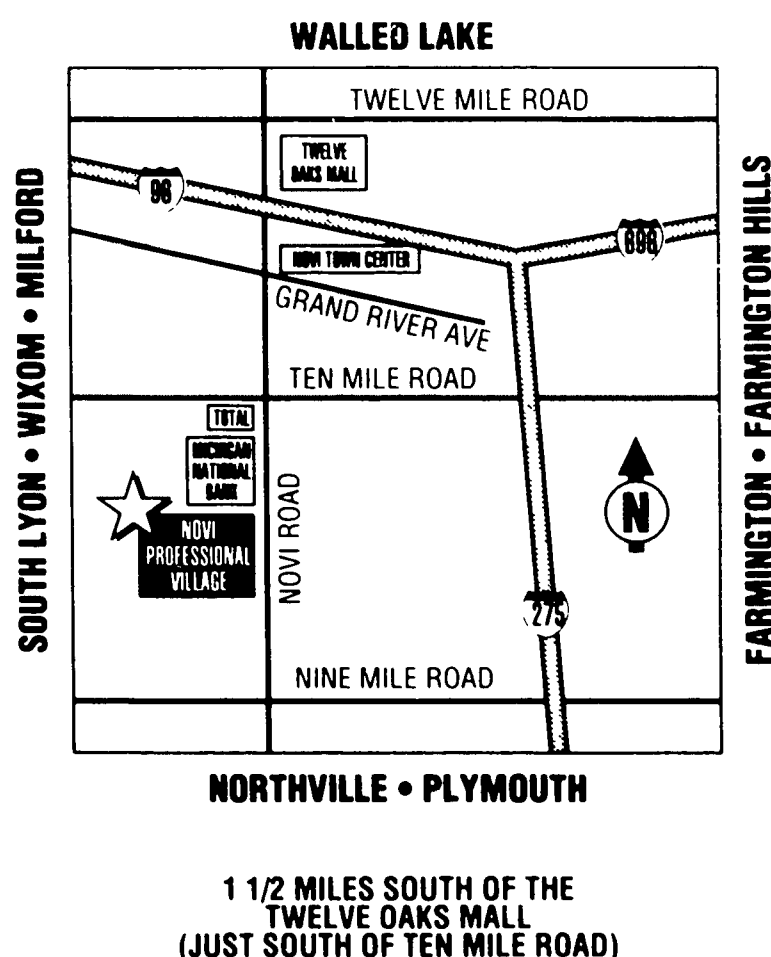 WALLED LAKE
TWELVE MILE ROAD
TWELVE
OAKS MALL
96
696
NOVI TOWN CENTER
GRAND RIVER AVE
TEN MILE ROAD
TOTAL
MICHIGAN
NATIONAL
BANK
NOVI
PROFESSIONAL
VILLAGE
NOVI ROAD
N
275
NINE MILE ROAD
SOUTH LYON • WIXOM • MILFORD
FARMINGTON • FARMINGTON HILLS
NORTHVILLE • PLYMOUTH
1 1/2 MILES SOUTH OF THE
TWELVE OAKS MALL
(JUST SOUTH OF TEN MILE ROAD)